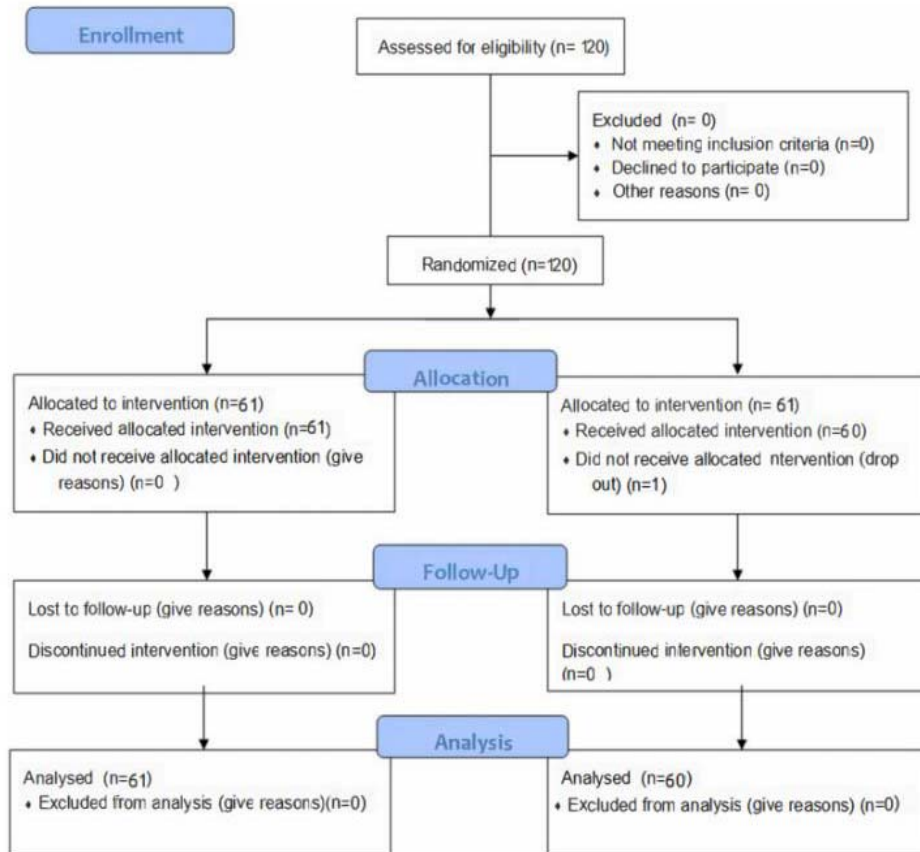 Enrollment
Assessed for eligibility (n= 120)
Excluded (n= 0)
♦ Not meeting inclusion criteria (n=0)
♦ Declined to participate (n=0)
♦ Other reasons (n= 0)
Randomized (n=120)
Allocation
Allocated to intervention (n=61)
♦ Received allocated intervention (n=61)
♦ Did not receive allocated intervention (give
reasons) (n=0 )
Allocated to intervention (n= 61)
♦ Received allocated intervention (n=60)
♦ Did not receive allocated ntervention (drop
out) (n=1)
Follow-Up
Lost to follow-up (give reasons) (n= 0)
Discontinued intervention (give reasons) (n=0)
Lost to follow-up (give reasons) (n=0)
Discontinued intervention (give reasons)
(n=0 )
Analysis
Analysed (n=61)
♦ Excluded from analysis (give reasons)(n=0)
Analysed (n=60)
♦ Excluded from analysis (give reasons) (n=0)